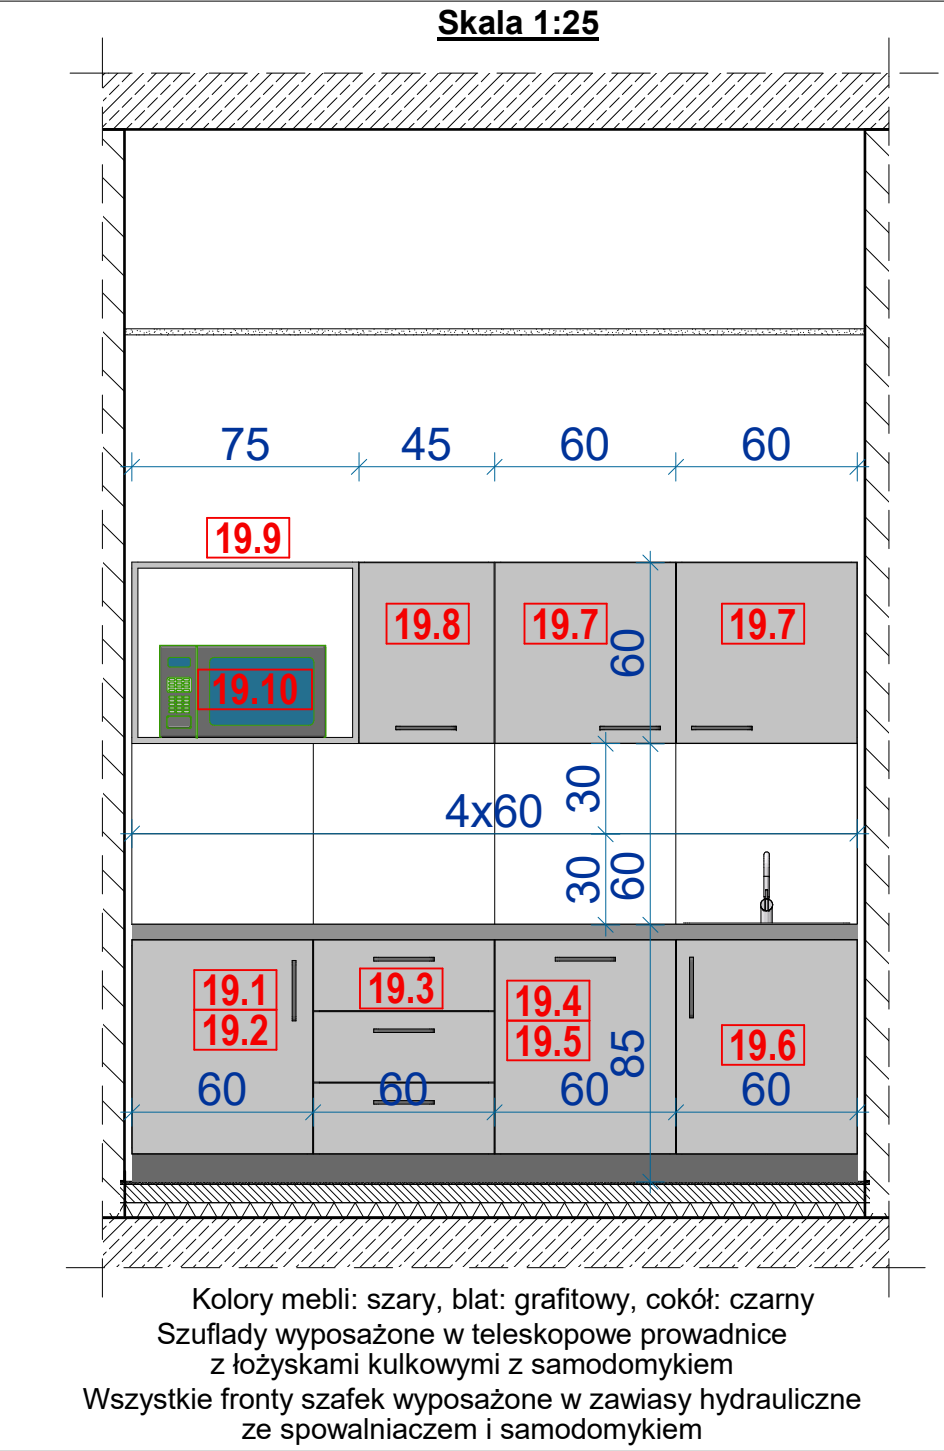 Skala 1:25
75 45 60 60
19.9
19.8 19.7 19.7
60
19.10
30
4x60
30 60
19.1 19.3 19.4
19.2 19.5 19.6
85
60 60 60 60
Kolory mebli: szary, blat: grafitowy, cokół: czarny
Szuflady wyposażone w teleskopowe prowadnice
z łożyskami kulkowymi z samodomykiem
Wszystkie fronty szafek wyposażone w zawiasy hydrauliczne
ze spowalniaczem i samodomykiem